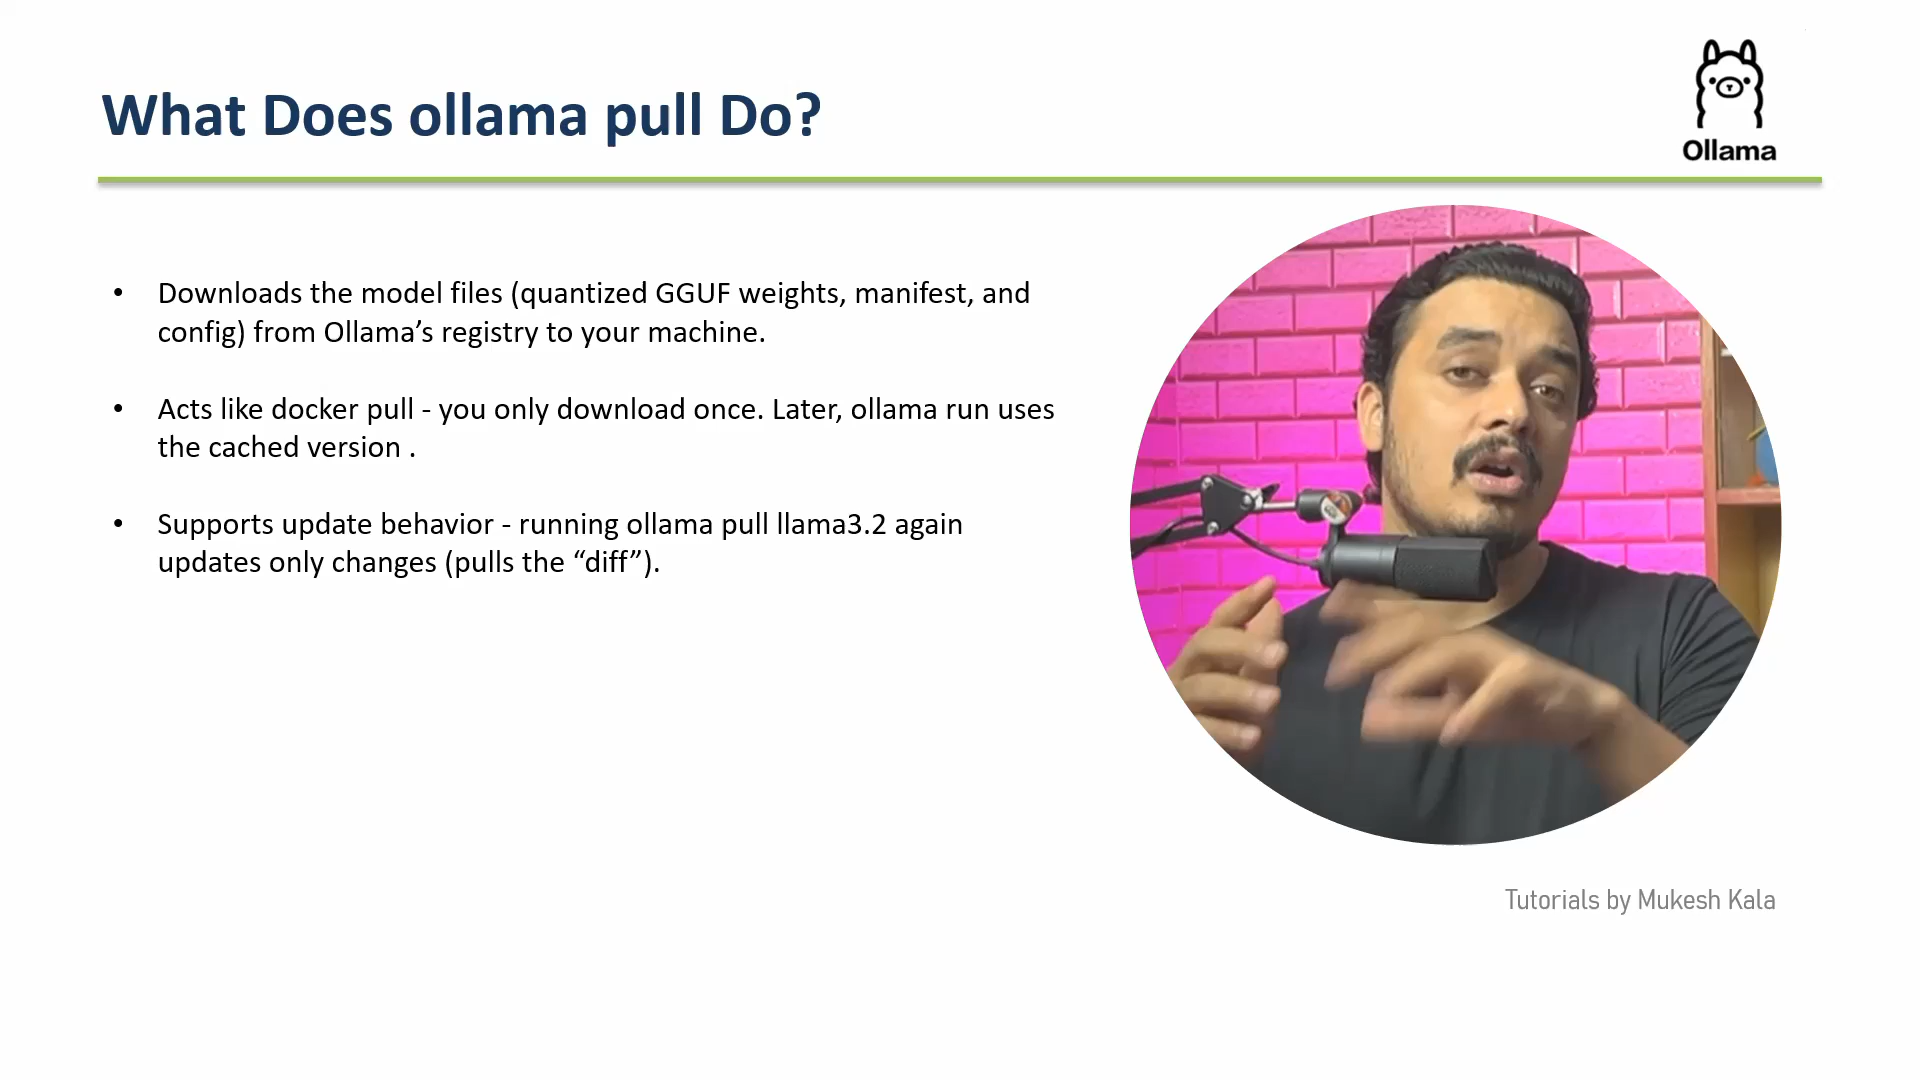 What Does ollama pull Do?
Ollama
• Downloads the model files (quantized GGUF weights, manifest, and
config) from Ollama’s registry to your machine.
• Acts like docker pull - you only download once. Later, ollama run uses
the cached version .
• Supports update behavior - running ollama pull llama3.2 again
updates only changes (pulls the “diff”).
Tutorials by Mukesh Kala